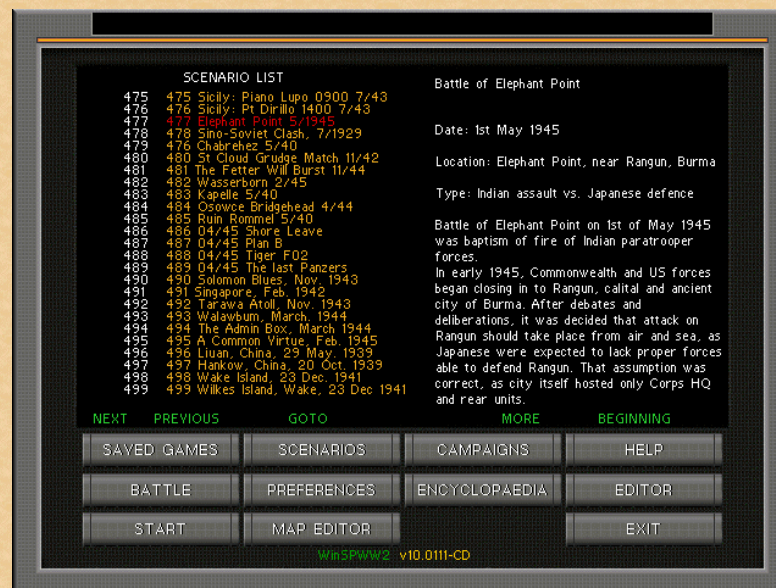 SCENARIO LIST
475 475 Sicily: Piano Lupo 0900 7/43
476 476 Sicily: Pt Dirillo 1400 7/43
477 477 Elephant Point 5/1945
478 478 Sino-Soviet Clash, 7/1929
479 476 Chabrehez 5/40
480 480 St Cloud Grudge Match 11/42
481 481 The Fetter Will Burst 11/44
482 482 Wasserborn 2/45
483 483 Kapelle 5/40
484 484 Osowce Bridgehead 4/44
485 485 Ruin Rommel 5/40
486 486 04/45 Shore Leave
487 487 04/45 Plan B
488 488 04/45 Tiger F02
489 489 04/45 The last Panzers
490 490 Solomon Blues, Nov. 1943
491 491 Singapore, Feb. 1942
492 492 Tarawa Atoll, Nov. 1943
493 493 Walawbum, March. 1944
494 494 The Admin Box, March 1944
495 495 A Common Virtue, Feb. 1945
496 496 Liuan, China, 29 May. 1939
497 497 Hankow, China, 20 Oct. 1939
498 498 Wake Island, 23 Dec. 1941
499 499 Wilkes Island, Wake, 23 Dec 1941
Battle of Elephant Point
Date: 1st May 1945
Location: Elephant Point, near Rangun, Burma
Type: Indian assault vs. Japanese defence
Battle of Elephant Point on 1st of May 1945
was baptism of fire of Indian paratrooper
forces.
In early 1945, Commonwealth and US forces
began closing in to Rangun, calital and ancient
city of Burma. After debates and
deliberations, it was decided that attack on
Rangun should take place from air and sea, as
Japanese were expected to lack proper forces
able to defend Rangun. That assumption was
correct, as city itself hosted only Corps HQ
and rear units.
NEXT PREVIOUS GOTO MORE BEGINNING
SAVED GAMES SCENARIOS CAMPAIGNS HELP
BATTLE PREFERENCES ENCYCLOPAEDIA EDITOR
START MAP EDITOR EXIT
WinSPWW2 v10.0111-CD